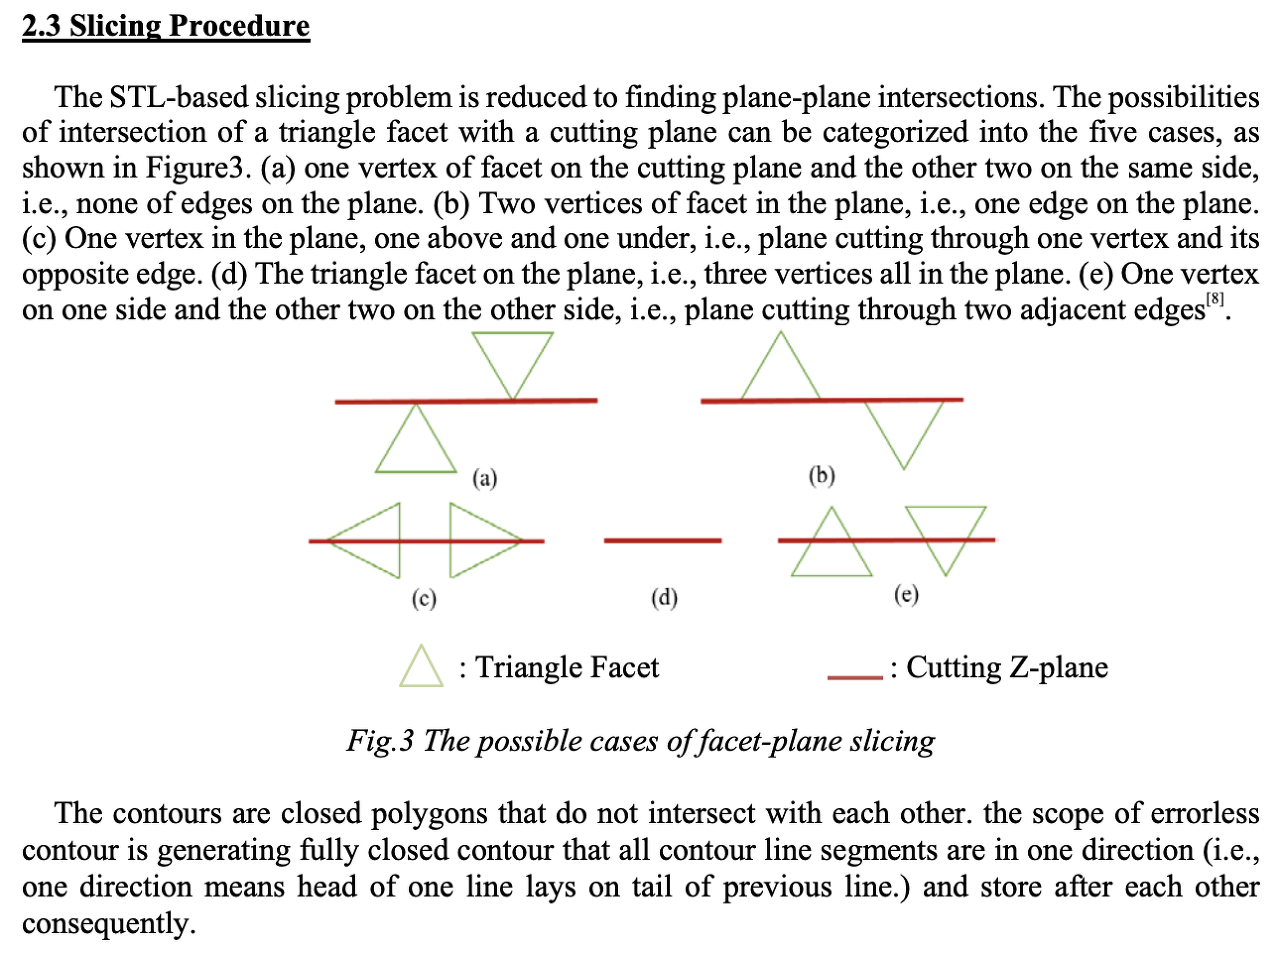 2.3 Slicing Procedure
The STL-based slicing problem is reduced to finding plane-plane intersections. The possibilities
of intersection of a triangle facet with a cutting plane can be categorized into the five cases, as
shown in Figure3. (a) one vertex of facet on the cutting plane and the other two on the same side,
i.e., none of edges on the plane. (b) Two vertices of facet in the plane, i.e., one edge on the plane.
(c) One vertex in the plane, one above and one under, i.e., plane cutting through one vertex and its
opposite edge. (d) The triangle facet on the plane, i.e., three vertices all in the plane. (e) One vertex
on one side and the other two on the other side, i.e., plane cutting through two adjacent edges[8].
(a)
(b)
(c)
(d)
(e)
: Triangle Facet
: Cutting Z-plane
Fig.3 The possible cases of facet-plane slicing
The contours are closed polygons that do not intersect with each other. the scope of errorless
contour is generating fully closed contour that all contour line segments are in one direction (i.e.,
one direction means head of one line lays on tail of previous line.) and store after each other
consequently.